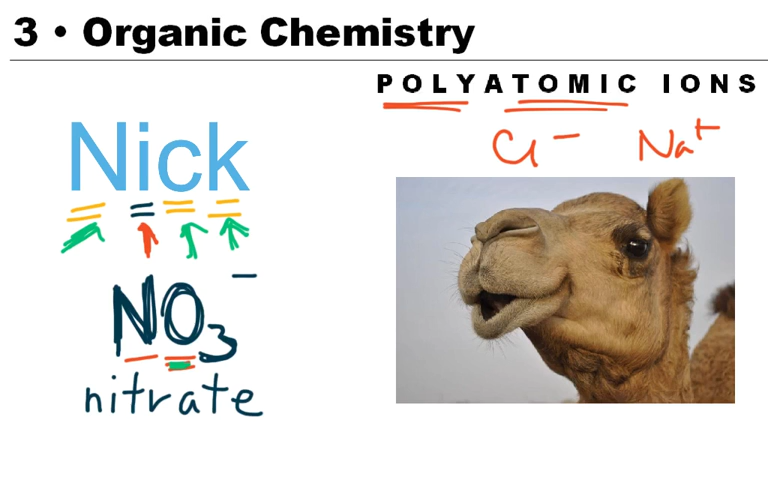 3 • Organic Chemistry
POLYATOMIC IONS
Cl⁻ Na⁺
Nick
NO₃⁻
nitrate